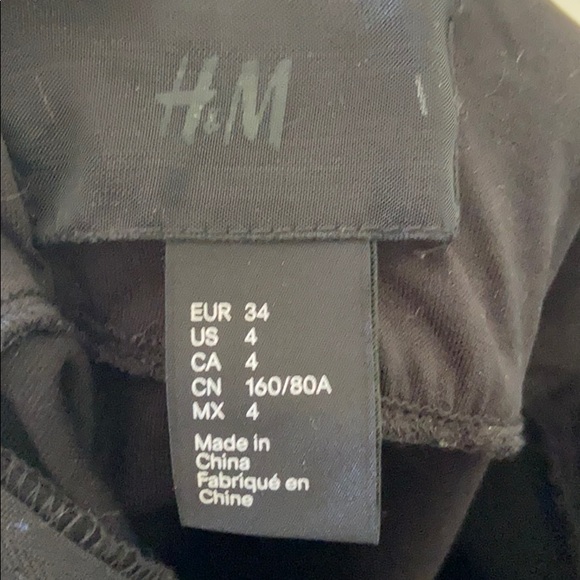 H&M
EUR 34
US 4
CA 4
CN 160/80A
MX 4
Made in
China
Fabriqué en
Chine